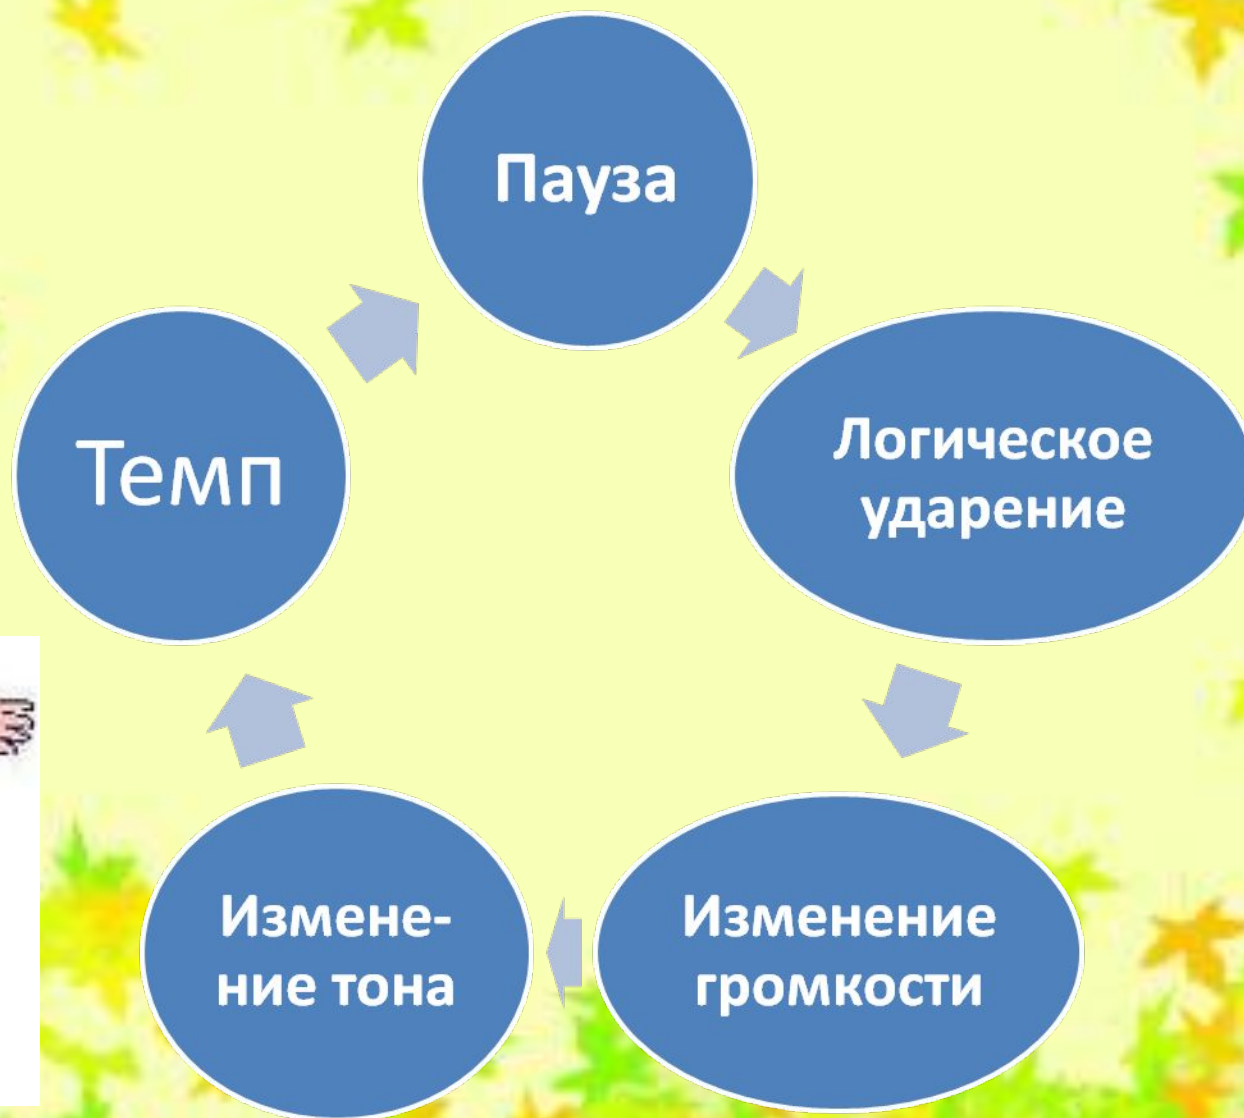 Пауза
Логическое
ударение
Изменение
громкости
Измене-
ние тона
Темп